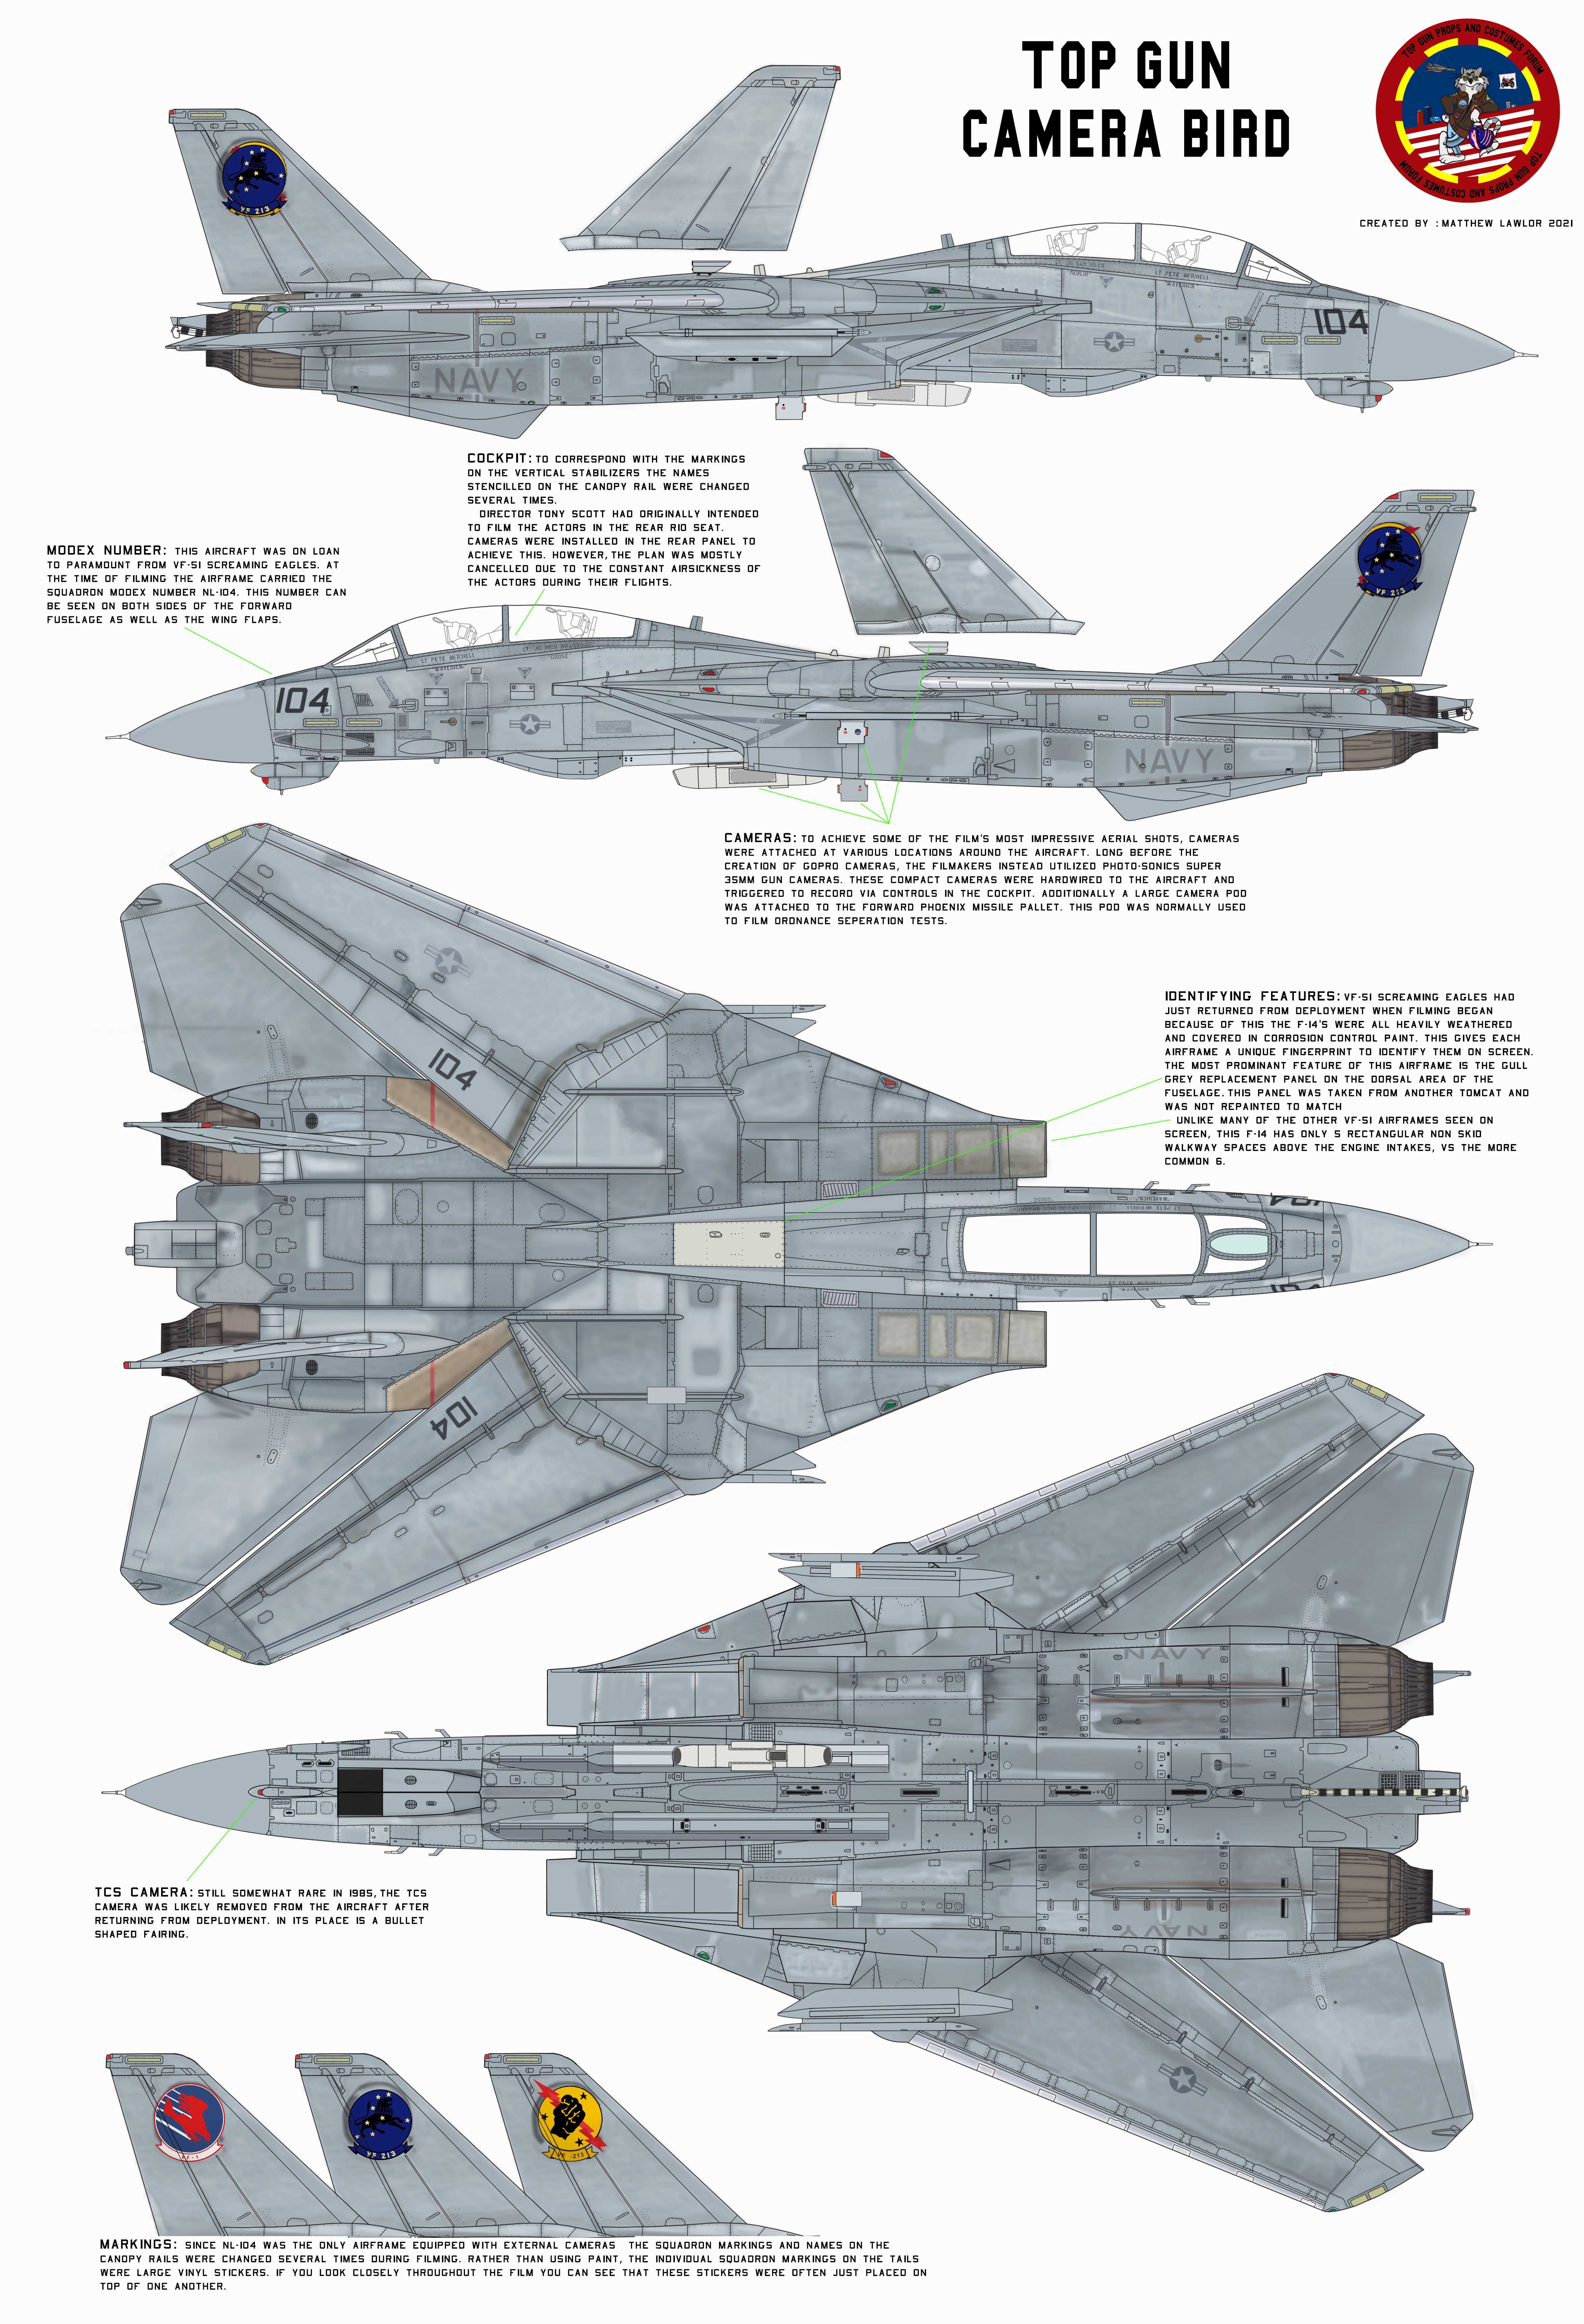 TOP GUN
CAMERA BIRD
TOP GUN PROPS AND COSTUMES FORUM
TOP GUN PROPS AND COSTUMES FORUM
CREATED BY : MATTHEW LAWLOR 2021
VF 213
LT PETE MITCHELL
"MAVERICK"
"MERLIN"
104
NAVY
COCKPIT: TO CORRESPOND WITH THE MARKINGS
ON THE VERTICAL STABILIZERS THE NAMES
STENCILLED ON THE CANOPY RAIL WERE CHANGED
SEVERAL TIMES.
DIRECTOR TONY SCOTT HAD ORIGINALLY INTENDED
TO FILM THE ACTORS IN THE REAR RIO SEAT.
CAMERAS WERE INSTALLED IN THE REAR PANEL TO
ACHIEVE THIS. HOWEVER, THE PLAN WAS MOSTLY
CANCELLED DUE TO THE CONSTANT AIRSICKNESS OF
THE ACTORS DURING THEIR FLIGHTS.
MODEX NUMBER: THIS AIRCRAFT WAS ON LOAN
TO PARAMOUNT FROM VF-51 SCREAMING EAGLES. AT
THE TIME OF FILMING THE AIRFRAME CARRIED THE
SQUADRON MODEX NUMBER NL-104. THIS NUMBER CAN
BE SEEN ON BOTH SIDES OF THE FORWARD
FUSELAGE AS WELL AS THE WING FLAPS.
VF 213
LT PETE MITCHELL
"MAVERICK"
"GOOSE"
104
NAVY
CAMERAS: TO ACHIEVE SOME OF THE FILM'S MOST IMPRESSIVE AERIAL SHOTS, CAMERAS
WERE ATTACHED AT VARIOUS LOCATIONS AROUND THE AIRCRAFT. LONG BEFORE THE
CREATION OF GOPRO CAMERAS, THE FILMAKERS INSTEAD UTILIZED PHOTO-SONICS SUPER
35MM GUN CAMERAS. THESE COMPACT CAMERAS WERE HARDWIRED TO THE AIRCRAFT AND
TRIGGERED TO RECORD VIA CONTROLS IN THE COCKPIT. ADDITIONALLY A LARGE CAMERA POD
WAS ATTACHED TO THE FORWARD PHOENIX MISSILE PALLET. THIS POD WAS NORMALLY USED
TO FILM ORDNANCE SEPERATION TESTS.
IDENTIFYING FEATURES: VF-51 SCREAMING EAGLES HAD
JUST RETURNED FROM DEPLOYMENT WHEN FILMING BEGAN
BECAUSE OF THIS THE F-14'S WERE ALL HEAVILY WEATHERED
AND COVERED IN CORROSION CONTROL PAINT. THIS GIVES EACH
AIRFRAME A UNIQUE FINGERPRINT TO IDENTIFY THEM ON SCREEN.
THE MOST PROMINENT FEATURE OF THIS AIRFRAME IS THE GULL
GREY REPLACEMENT PANEL ON THE DORSAL AREA OF THE
FUSELAGE. THIS PANEL WAS TAKEN FROM ANOTHER TOMCAT AND
WAS NOT REPAINTED TO MATCH
UNLIKE MANY OF THE OTHER VF-51 AIRFRAMES SEEN ON
SCREEN, THIS F-14 HAS ONLY 5 RECTANGULAR NON SKID
WALKWAY SPACES ABOVE THE ENGINE INTAKES, VS THE MORE
COMMON 6.
104
104
104
LT PETE MITCHELL
104
104
NAVY
NAVY
TCS CAMERA: STILL SOMEWHAT RARE IN 1985, THE TCS
CAMERA WAS LIKELY REMOVED FROM THE AIRCRAFT AFTER
RETURNING FROM DEPLOYMENT. IN ITS PLACE IS A BULLET
SHAPED FAIRING.
VF-1
VF 213
VF -213
MARKINGS: SINCE NL-104 WAS THE ONLY AIRFRAME EQUIPPED WITH EXTERNAL CAMERAS THE SQUADRON MARKINGS AND NAMES ON THE
CANOPY RAILS WERE CHANGED SEVERAL TIMES DURING FILMING. RATHER THAN USING PAINT, THE INDIVIDUAL SQUADRON MARKINGS ON THE TAILS
WERE LARGE VINYL STICKERS. IF YOU LOOK CLOSELY THROUGHOUT THE FILM YOU CAN SEE THAT THESE STICKERS WERE OFTEN JUST PLACED ON
TOP OF ONE ANOTHER.